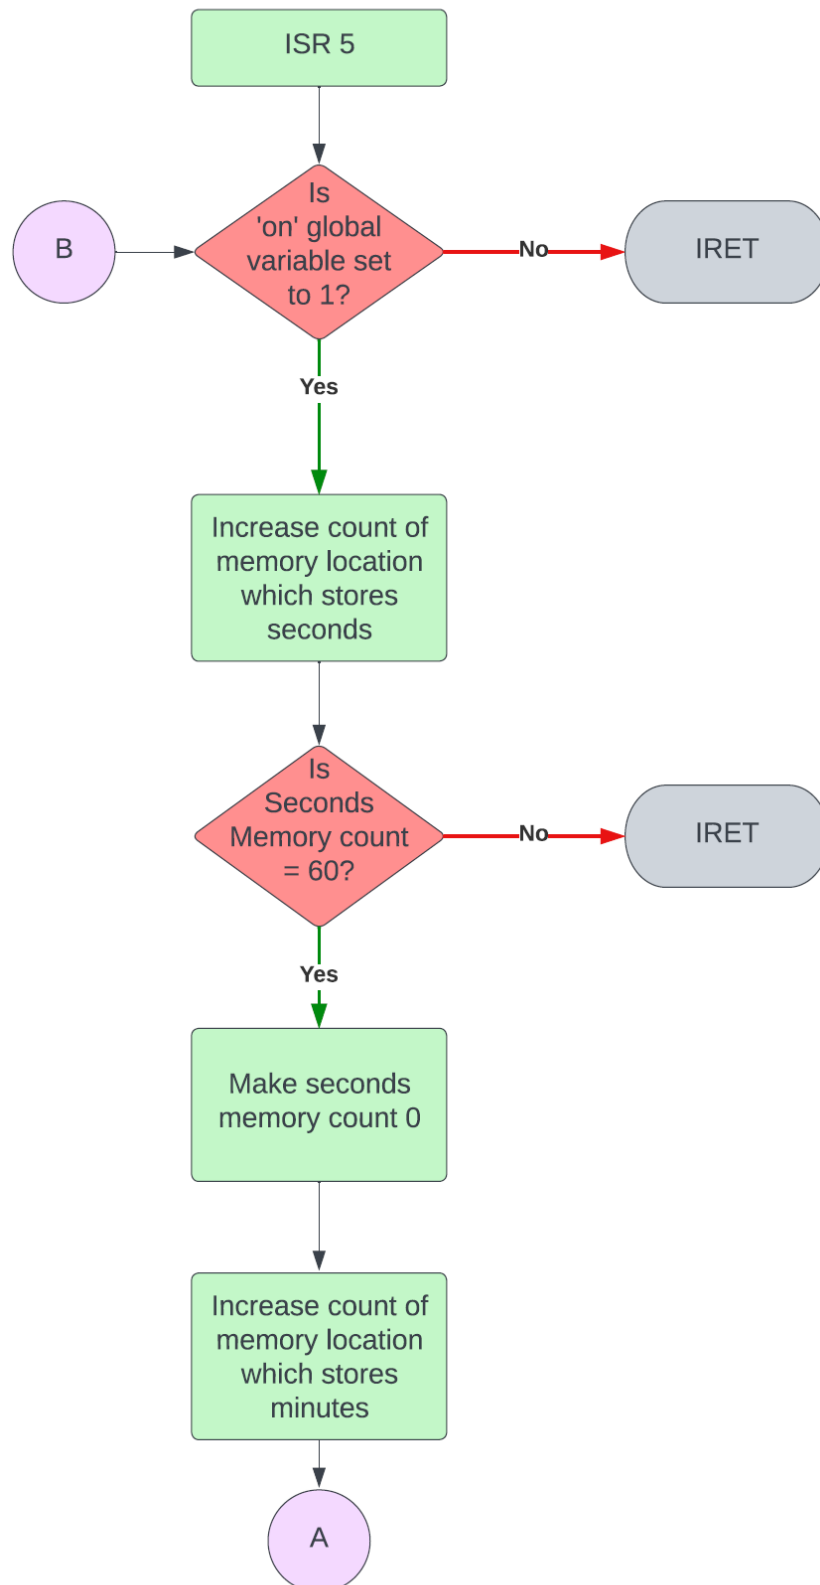 ISR 5
Is
'on' global
variable set
to 1?
B
No
IRET
Yes
Increase count of
memory location
which stores
seconds
Is
Seconds
Memory count
= 60?
No
IRET
Yes
Make seconds
memory count 0
Increase count of
memory location
which stores
minutes
A